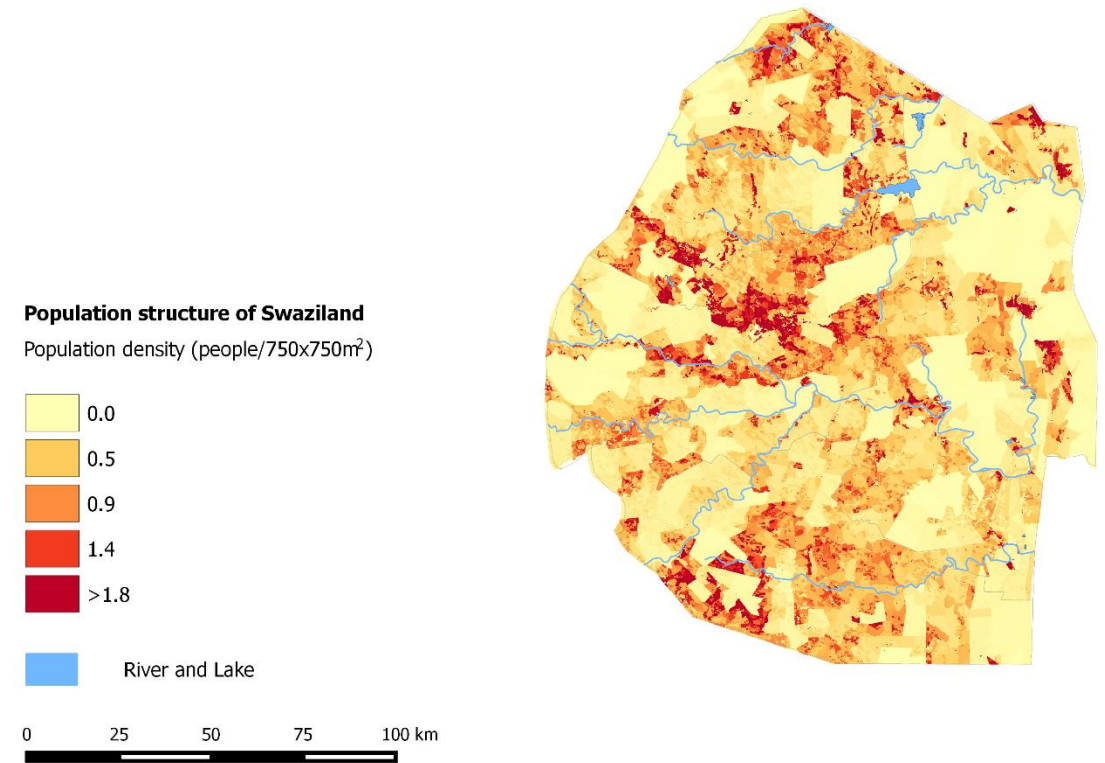 Population structure of Swaziland
Population density (people/750x750m²)
0.0
0.5
0.9
1.4
>1.8
River and Lake
0 25 50 75 100 km